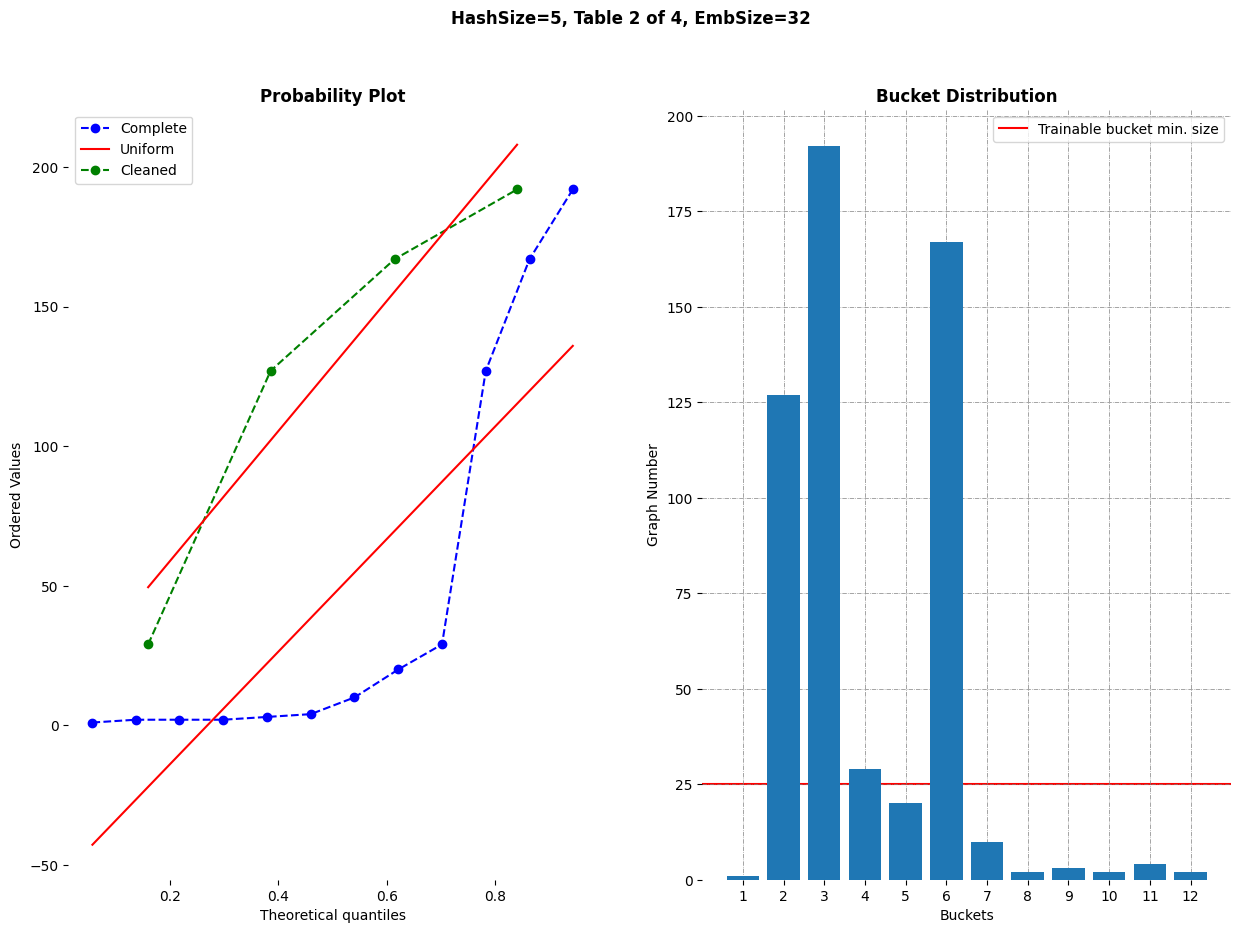 HashSize=5, Table 2 of 4, EmbSize=32
Probability Plot
Complete
Uniform
Cleaned
200
150
100
50
0
−50
Ordered Values
0.2 0.4 0.6 0.8
Theoretical quantiles
Bucket Distribution
Trainable bucket min. size
200
175
150
125
100
75
50
25
0
Graph Number
1 2 3 4 5 6 7 8 9 10 11 12
Buckets